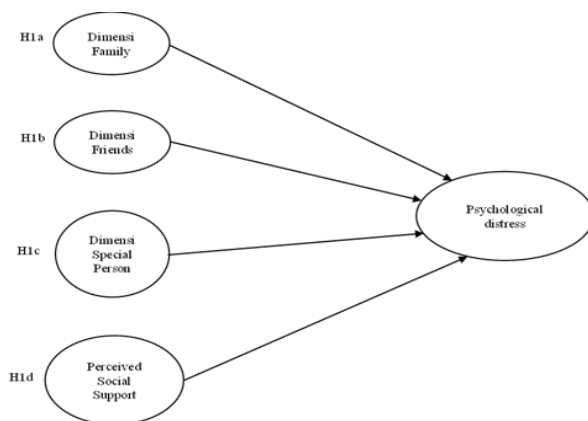 H1a
Dimensi
Family
H1b
Dimensi
Friends
Psychological
distress
H1c
Dimensi
Special
Person
H1d
Perceived
Social
Support